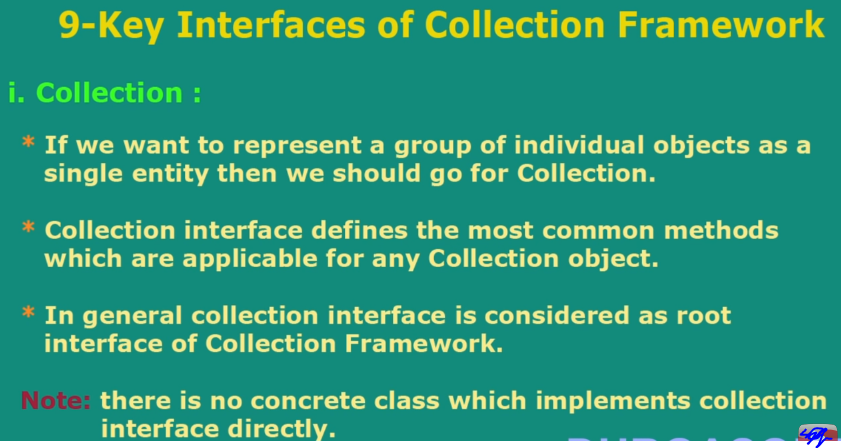 9-Key Interfaces of Collection Framework
i. Collection :
* If we want to represent a group of individual objects as a
single entity then we should go for Collection.
* Collection interface defines the most common methods
which are applicable for any Collection object.
* In general collection interface is considered as root
interface of Collection Framework.
Note: there is no concrete class which implements collection
interface directly.